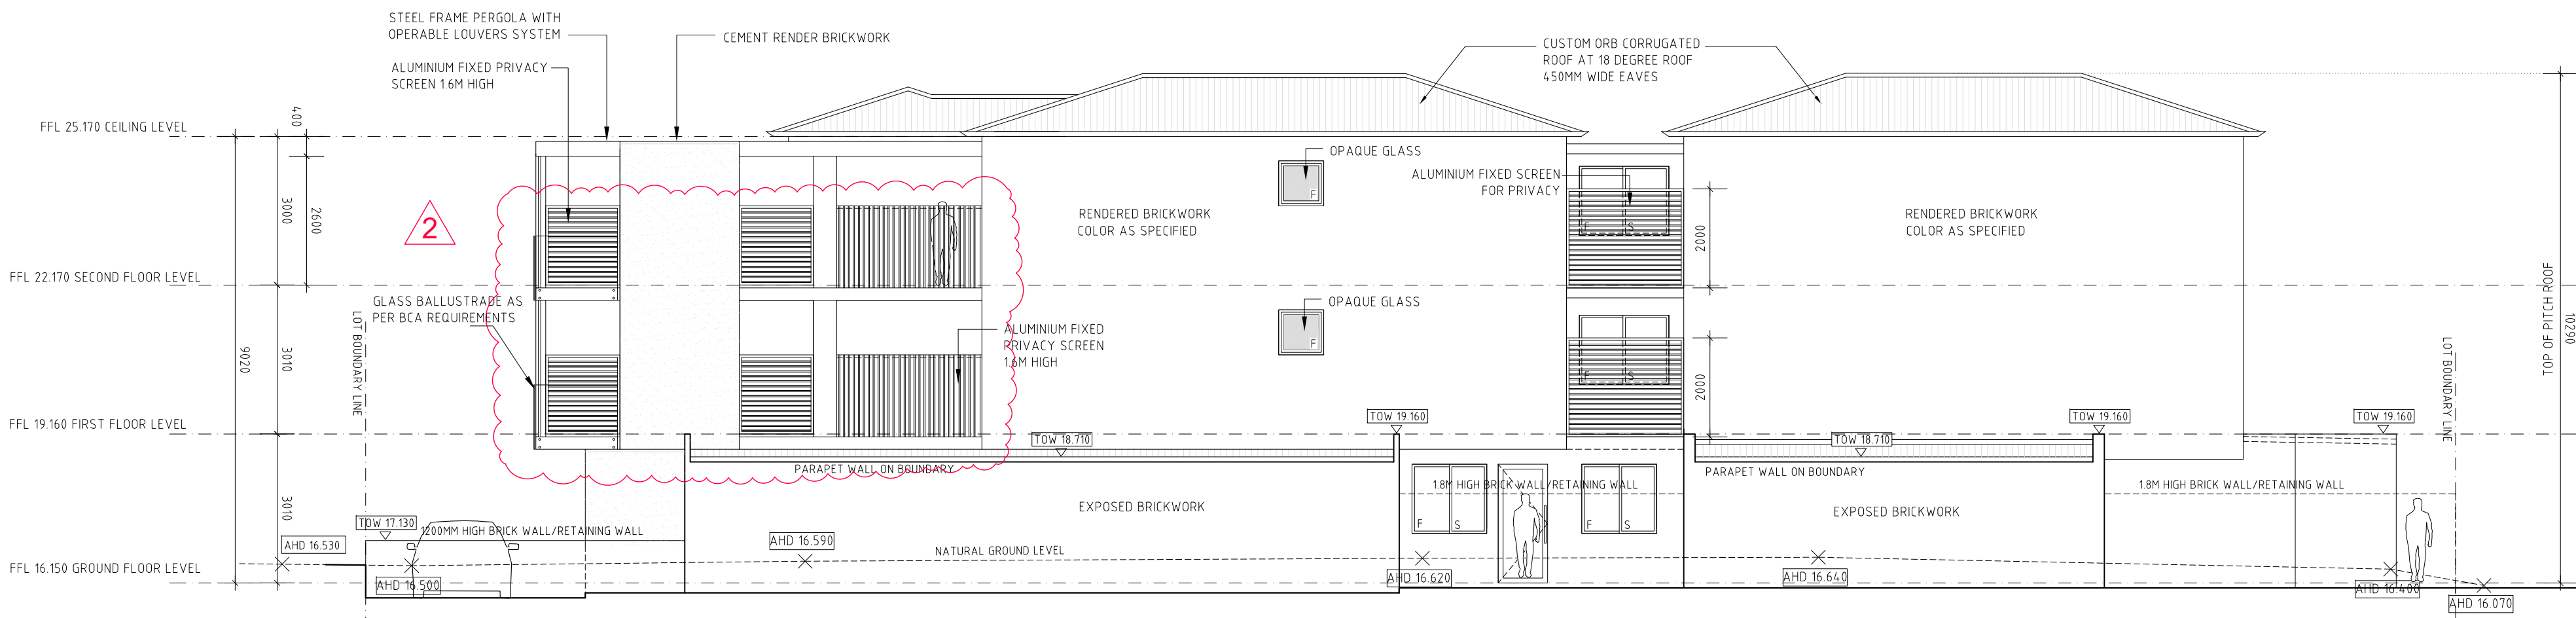 STEEL FRAME PERGOLA WITH
OPERABLE LOUVERS SYSTEM
CEMENT RENDER BRICKWORK
ALUMINIUM FIXED PRIVACY
SCREEN 1.6M HIGH
CUSTOM ORB CORRUGATED
ROOF AT 18 DEGREE ROOF
450MM WIDE EAVES
400
FFL 25.170 CEILING LEVEL
OPAQUE GLASS
F
ALUMINIUM FIXED SCREEN
FOR PRIVACY
3000
2600
2
RENDERED BRICKWORK
COLOR AS SPECIFIED
F
S
2000
RENDERED BRICKWORK
COLOR AS SPECIFIED
FFL 22.170 SECOND FLOOR LEVEL
GLASS BALLUSTRADE AS
PER BCA REQUIREMENTS
OPAQUE GLASS
F
TOP OF PITCH ROOF
10290
LOT BOUNDARY LINE
ALUMINIUM FIXED
PRIVACY SCREEN
1.6M HIGH
9020
3010
F
S
2000
LOT BOUNDARY LINE
FFL 19.160 FIRST FLOOR LEVEL
TOW 19.160
TOW 19.160
TOW 19.160
TOW 18.710
TOW 18.710
PARAPET WALL ON BOUNDARY
PARAPET WALL ON BOUNDARY
1.8M HIGH BRICK WALL/RETAINING WALL
1.8M HIGH BRICK WALL/RETAINING WALL
3010
EXPOSED BRICKWORK
EXPOSED BRICKWORK
F
S
F
S
TOW 17.130
1200MM HIGH BRICK WALL/RETAINING WALL
AHD 16.530
AHD 16.590
NATURAL GROUND LEVEL
FFL 16.150 GROUND FLOOR LEVEL
AHD 16.500
AHD 16.620
AHD 16.640
AHD 16.400
AHD 16.070